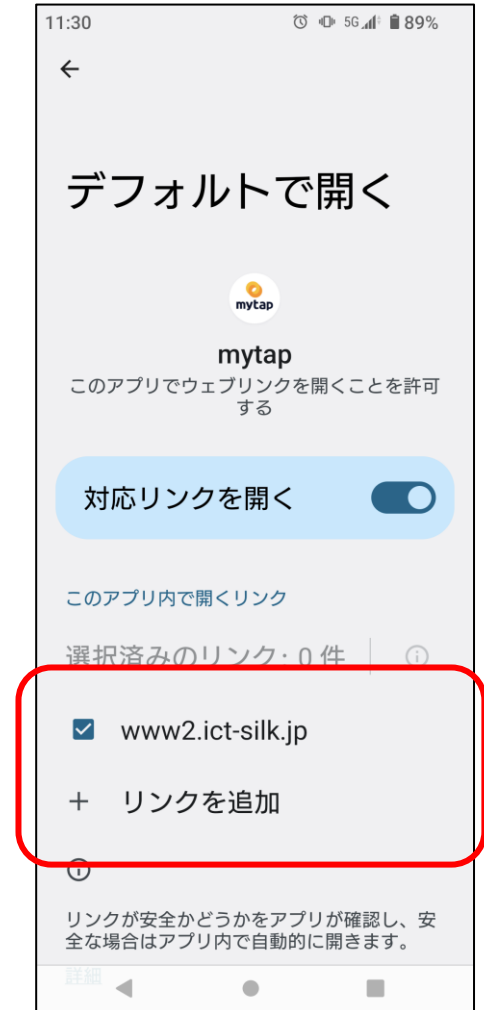 11:30 5G 89%
デフォルトで開く
mytap
mytap
このアプリでウェブリンクを開くことを許可
する
対応リンクを開く
このアプリ内で開くリンク
選択済みのリンク: 0 件
www2.ict-silk.jp
+ リンクを追加
リンクが安全かどうかをアプリが確認し、安
全な場合はアプリ内で自動的に開きます。
詳細